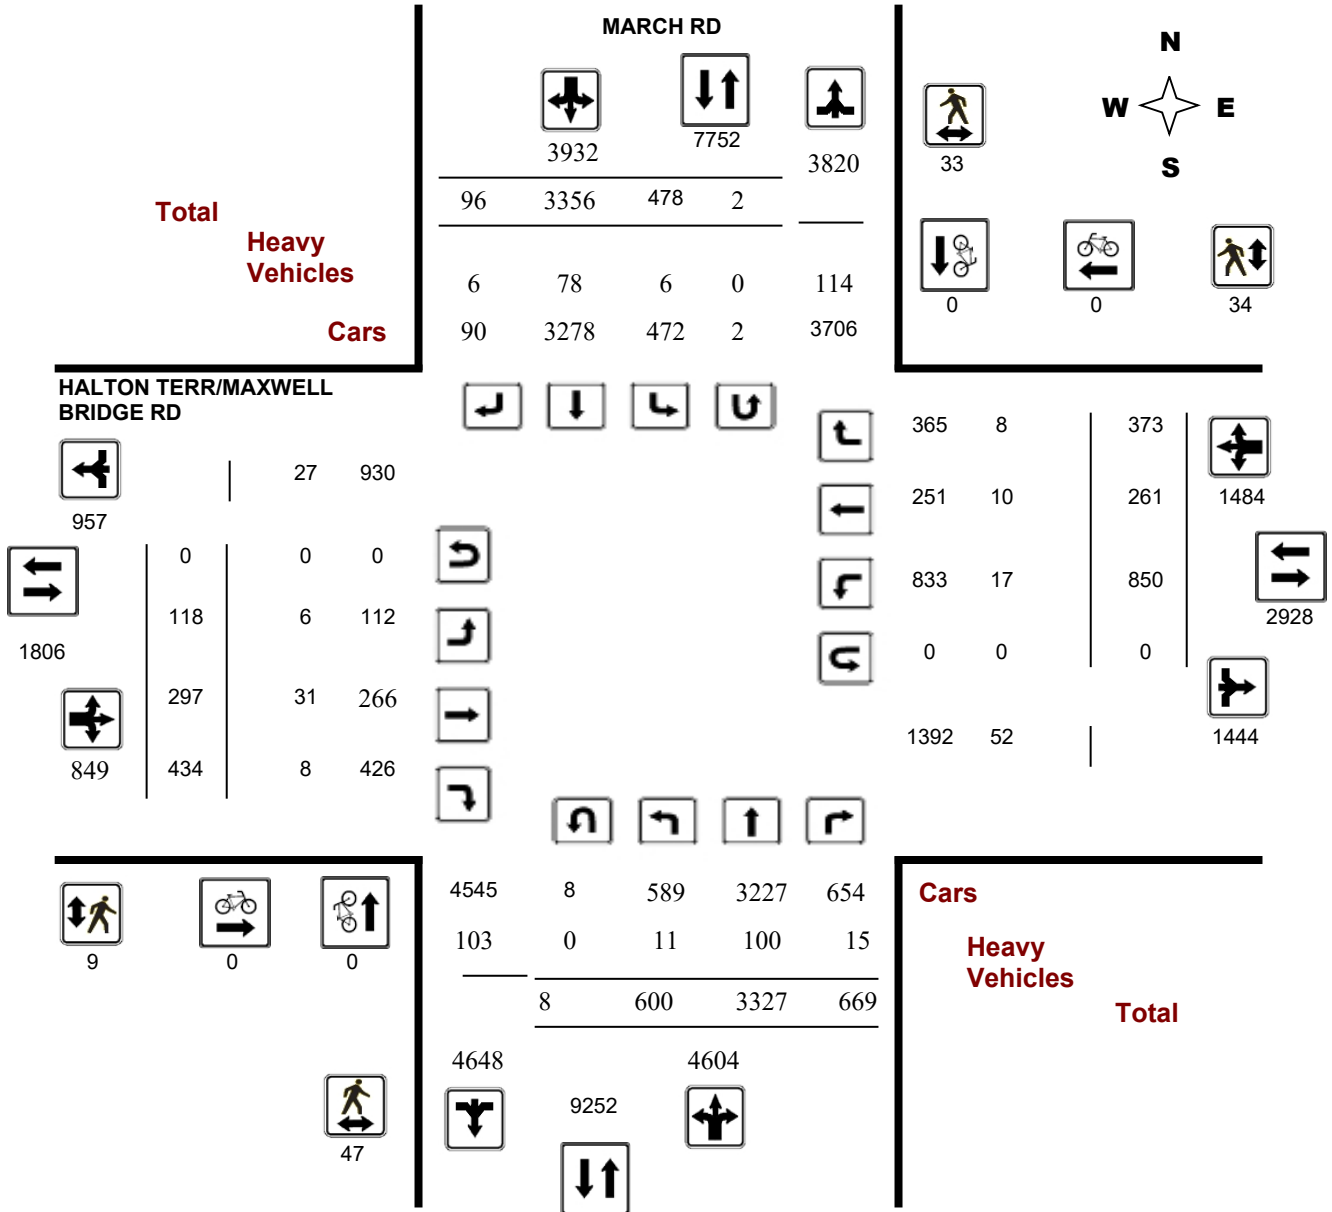 MARCH RD
N
W E
S
7752
3932
3820
33
96 3356 478 2
Total
Heavy
Vehicles
6 78 6 0 114
0 0 34
Cars
90 3278 472 2 3706
HALTON TERR/MAXWELL
BRIDGE RD
365 8 373
27 930
251 10 261 1484
957
0 0 0
833 17 850
118 6 112 2928
1806
0 0 0
297 31 266
1392 52 1444
849 434 8 426
4545 8 589 3227 654
Cars
103 0 11 100 15
Heavy
Vehicles
9 0 0
8 600 3327 669
Total
4648 4604
9252
47